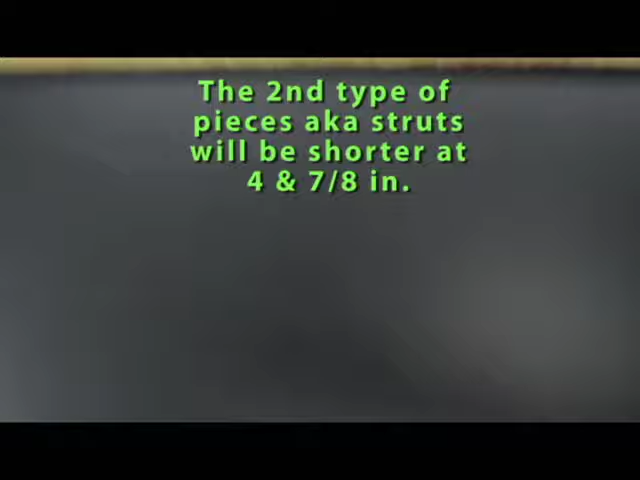 The 2nd type of
pieces aka struts
will be shorter at
4 & 7/8 in.